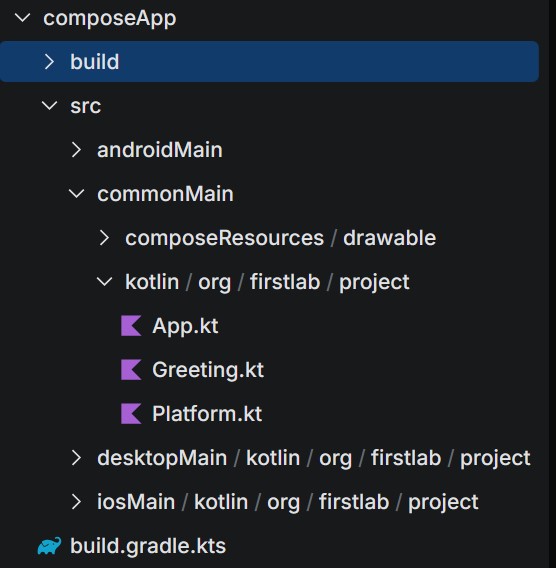 composeApp
build
src
androidMain
commonMain
composeResources / drawable
kotlin / org / firstlab / project
App.kt
Greeting.kt
Platform.kt
desktopMain / kotlin / org / firstlab / project
iosMain / kotlin / org / firstlab / project
build.gradle.kts